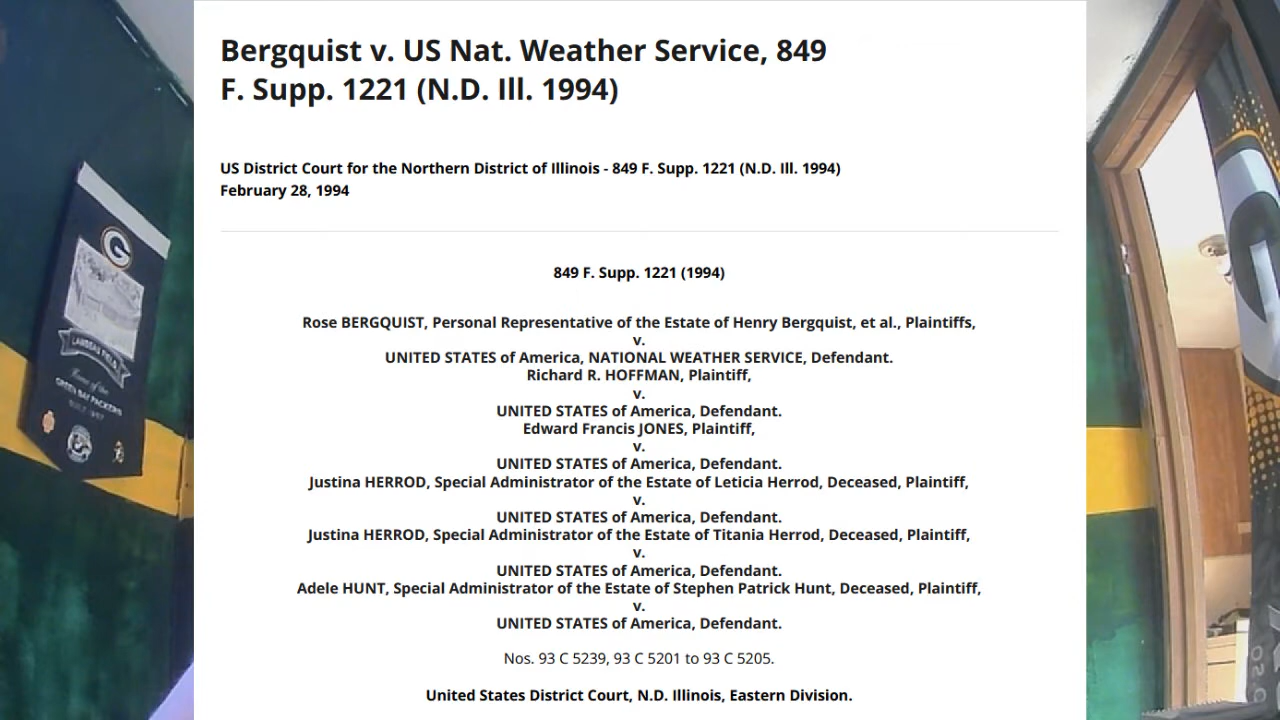 Bergquist v. US Nat. Weather Service, 849
F. Supp. 1221 (N.D. Ill. 1994)
US District Court for the Northern District of Illinois - 849 F. Supp. 1221 (N.D. Ill. 1994)
February 28, 1994
849 F. Supp. 1221 (1994)
Rose BERGQUIST, Personal Representative of the Estate of Henry Bergquist, et al., Plaintiffs,
v.
UNITED STATES of America, NATIONAL WEATHER SERVICE, Defendant.
Richard R. HOFFMAN, Plaintiff,
v.
UNITED STATES of America, Defendant.
Edward Francis JONES, Plaintiff,
v.
UNITED STATES of America, Defendant.
Justina HERROD, Special Administrator of the Estate of Leticia Herrod, Deceased, Plaintiff,
v.
UNITED STATES of America, Defendant.
Justina HERROD, Special Administrator of the Estate of Titania Herrod, Deceased, Plaintiff,
v.
UNITED STATES of America, Defendant.
Adele HUNT, Special Administrator of the Estate of Stephen Patrick Hunt, Deceased, Plaintiff,
v.
UNITED STATES of America, Defendant.
Nos. 93 C 5239, 93 C 5201 to 93 C 5205.
United States District Court, N.D. Illinois, Eastern Division.
G
LAMBEAU FIELD
Home of the
GREEN BAY PACKERS